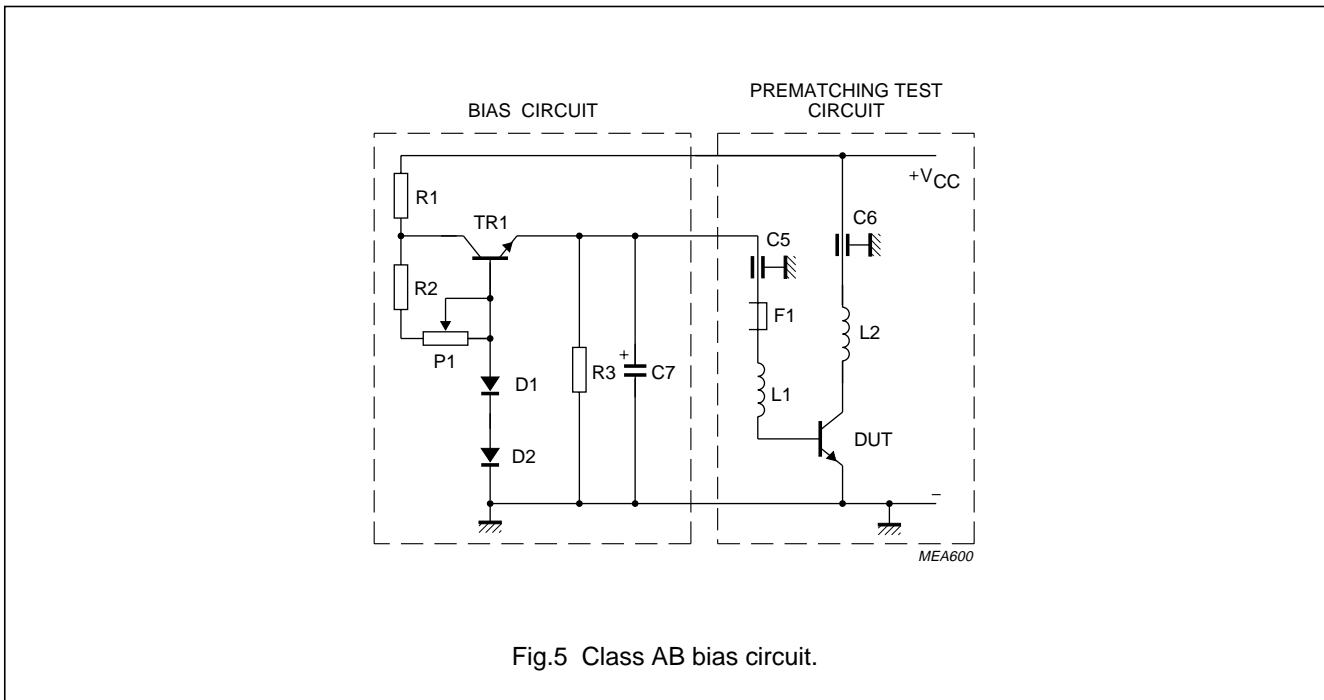 PREMATCHING TEST
CIRCUIT
BIAS CIRCUIT
+VCC
R1
TR1
C6
C5
R2
F1
L2
P1
R3
C7
+
D1
L1
DUT
D2
–
MEA600
Fig.5 Class AB bias circuit.